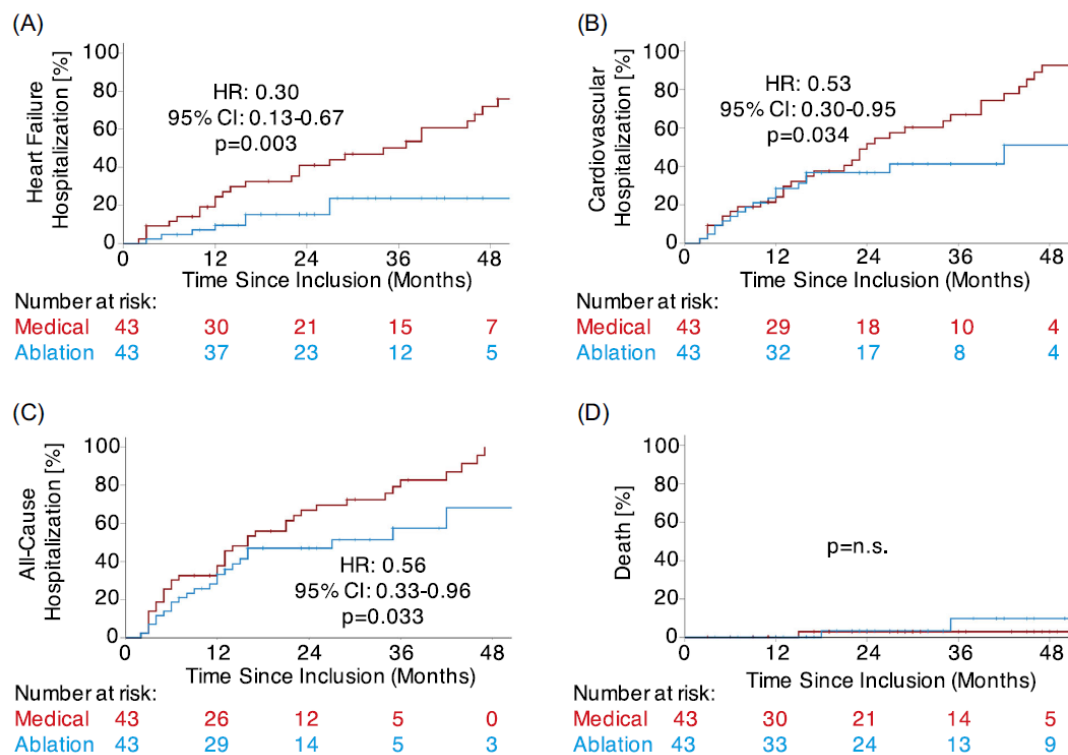 (A)
Heart Failure
Hospitalization [%]
100
80
60
40
20
0
HR: 0.30
95% CI: 0.13-0.67
p=0.003
0 12 24 36 48
Time Since Inclusion (Months)
Number at risk:
Medical 43 30 21 15 7
Ablation 43 37 23 12 5
(B)
Cardiovascular
Hospitalization [%]
100
80
60
40
20
0
HR: 0.53
95% CI: 0.30-0.95
p=0.034
0 12 24 36 48
Time Since Inclusion (Months)
Number at risk:
Medical 43 29 18 10 4
Ablation 43 32 17 8 4
(C)
All-Cause
Hospitalization [%]
100
80
60
40
20
0
HR: 0.56
95% CI: 0.33-0.96
p=0.033
0 12 24 36 48
Time Since Inclusion (Months)
Number at risk:
Medical 43 26 12 5 0
Ablation 43 29 14 5 3
(D)
Death [%]
100
80
60
40
20
0
p=n.s.
0 12 24 36 48
Time Since Inclusion (Months)
Number at risk:
Medical 43 30 21 14 5
Ablation 43 33 24 13 9